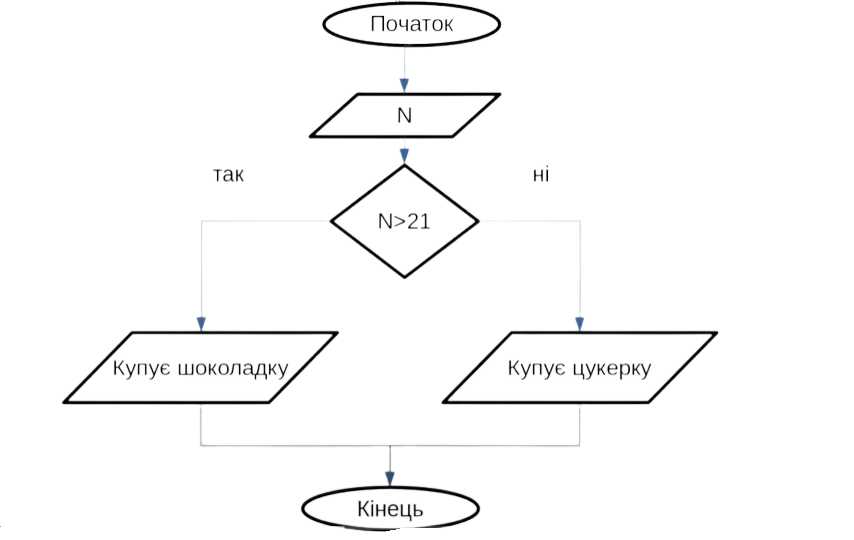 Початок
N
так
ні
N>21
Купує шоколадку
Купує цукерку
Кінець